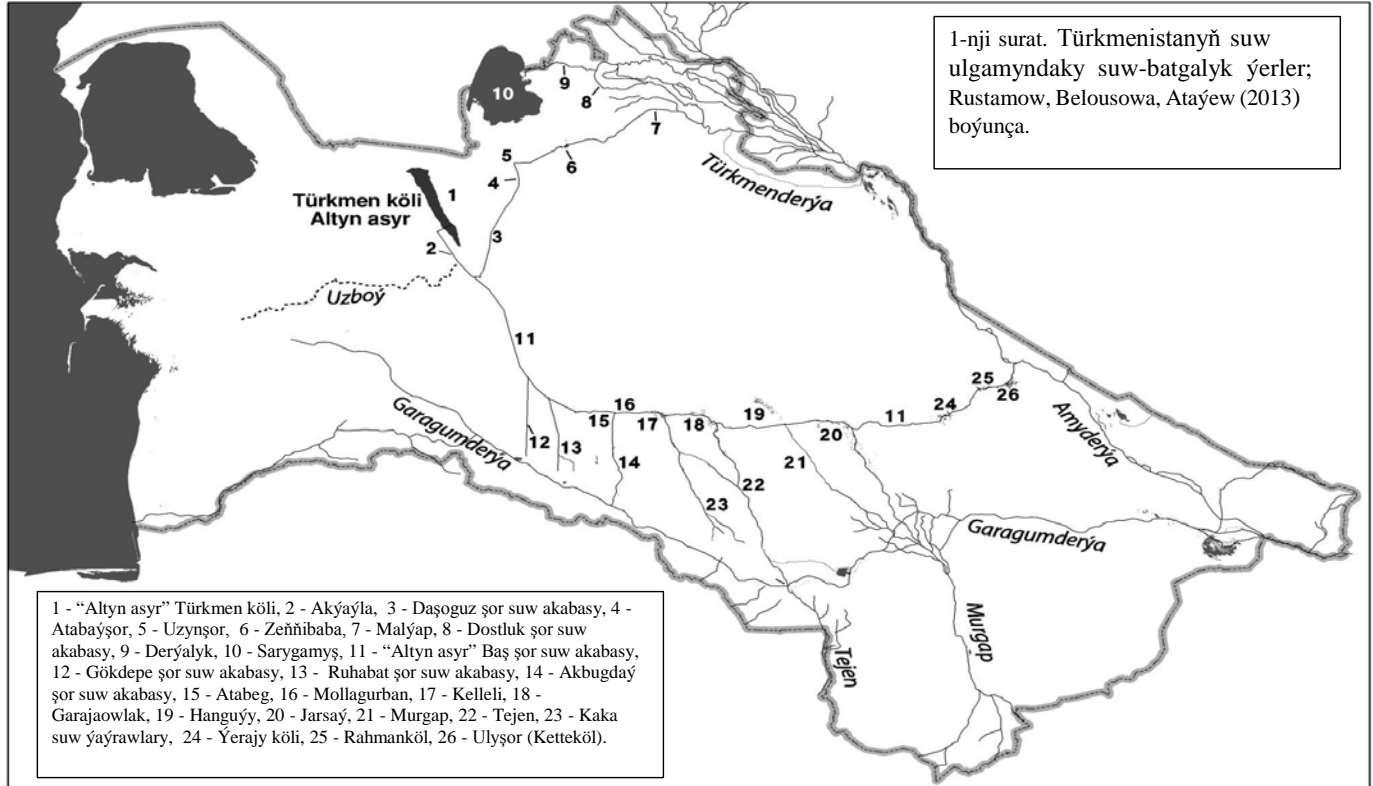 1-nji surat. Türkmenistanyň suw
ulgamyndaky suw-batgalyk ýerler;
Rustamow, Belousowa, Ataýew (2013)
boýunça.
10
9
8
7
6
5
4
Türkmen köli
Altyn asyr
1
2
3
Türkmenderýa
Uzboý
11
Garagumderýa
12
13
14
15
16
17
18
19
20
21
22
23
11
24
25
26
Amyderýa
Garagumderýa
Murgap
Tejen
1 - “Altyn asyr” Türkmen köli, 2 - Akýaýla, 3 - Daşoguz şor suw akabasy, 4 -
Atabaýşor, 5 - Uzynşor, 6 - Zeňňibaba, 7 - Malýap, 8 - Dostluk şor suw
akabasy, 9 - Derýalyk, 10 - Sarygamyş, 11 - “Altyn asyr” Baş şor suw akabasy,
12 - Gökdepe şor suw akabasy, 13 - Ruhabat şor suw akabasy, 14 - Akbugdaý
şor suw akabasy, 15 - Atabeg, 16 - Mollagurban, 17 - Kelleli, 18 -
Garajaowlak, 19 - Hanguýy, 20 - Jarsaý, 21 - Murgap, 22 - Tejen, 23 - Kaka
suw ýaýrawlary, 24 - Ýerajy köli, 25 - Rahmanköl, 26 - Ulyşor (Ketteköl).